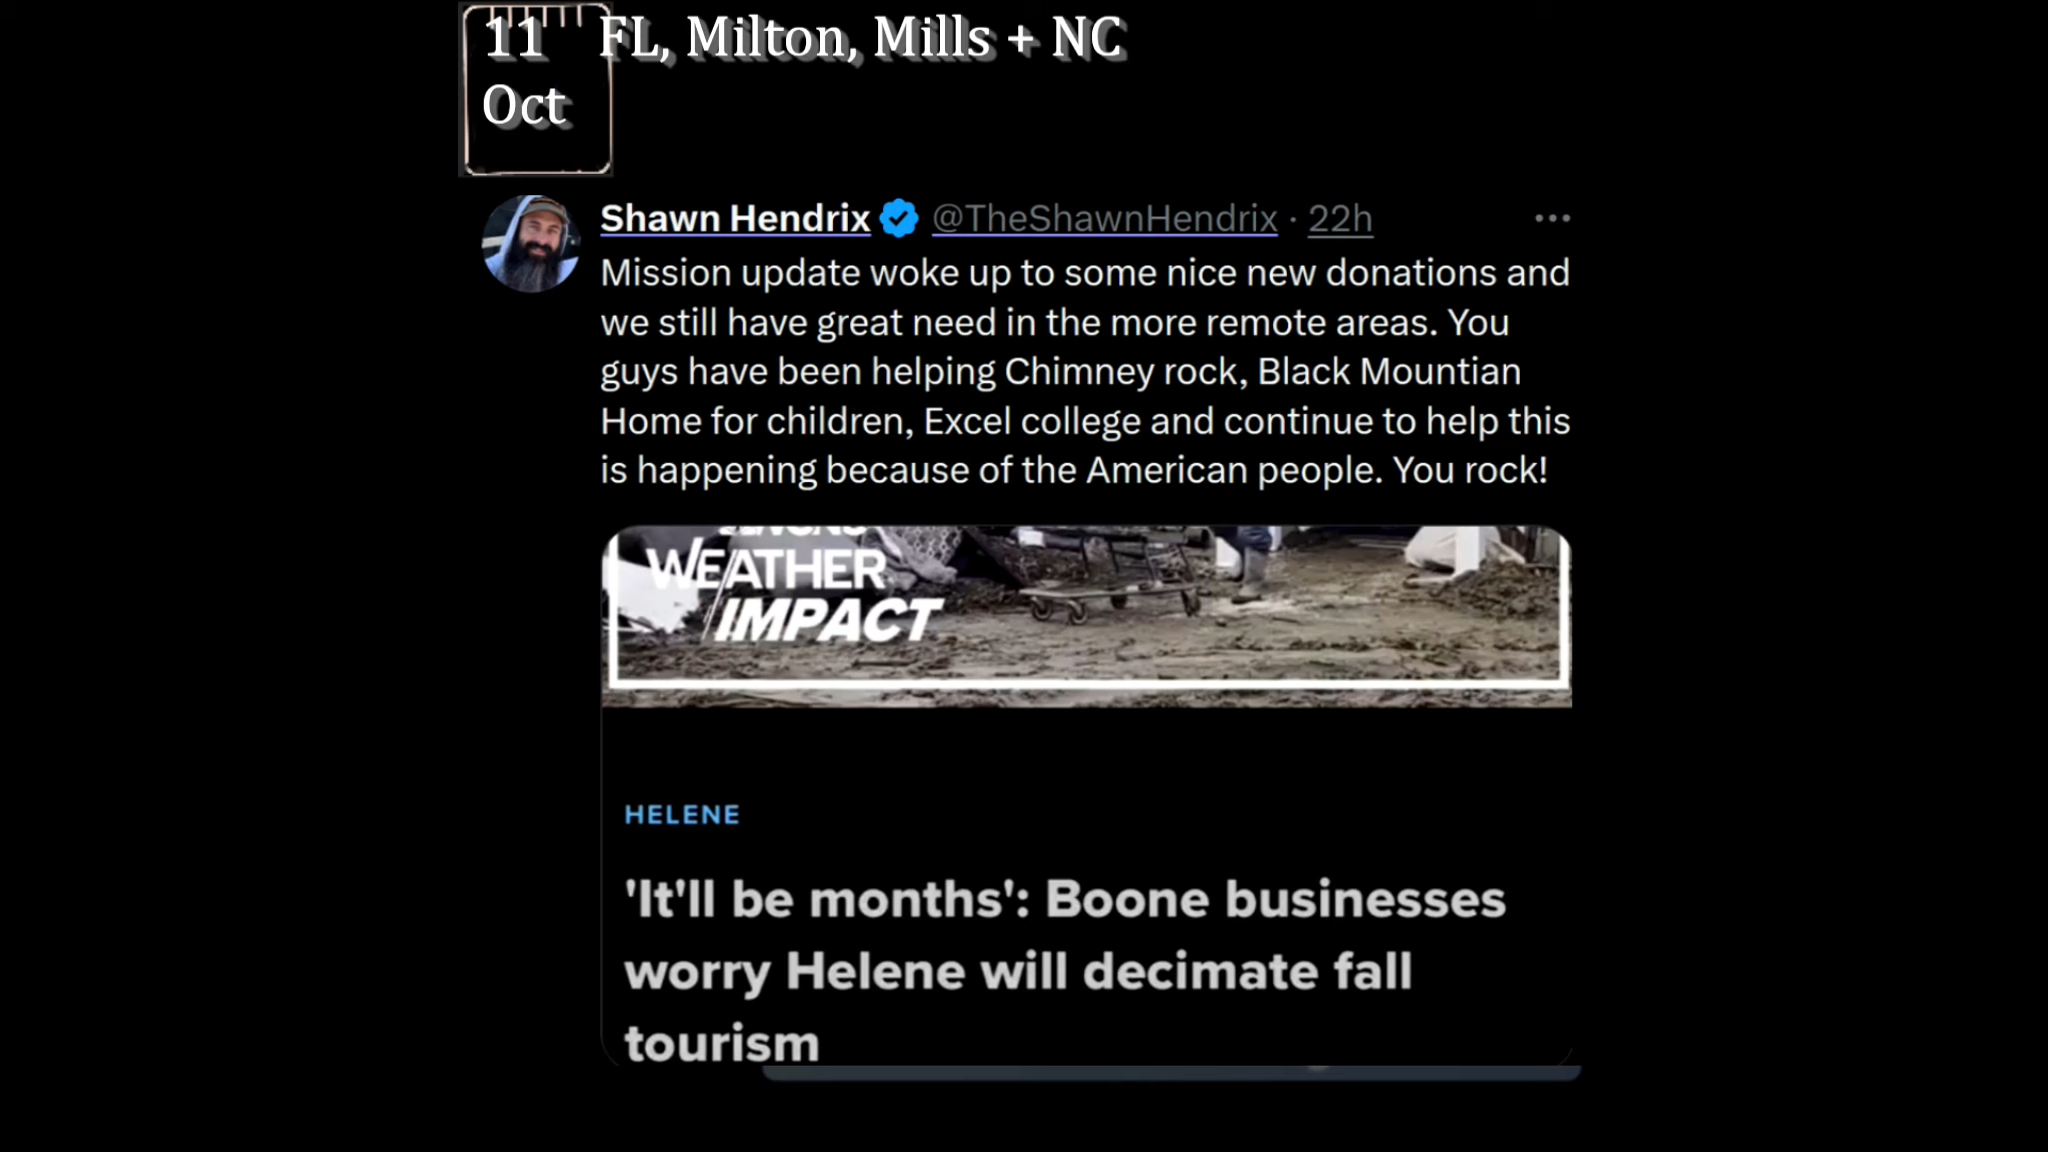 11 FL, Milton, Mills + NC
Oct
Shawn Hendrix @TheShawnHendrix · 22h
Mission update woke up to some nice new donations and
we still have great need in the more remote areas. You
guys have been helping Chimney rock, Black Mountian
Home for children, Excel college and continue to help this
is happening because of the American people. You rock!
WEATHER
IMPACT
HELENE
'It'll be months': Boone businesses
worry Helene will decimate fall
tourism